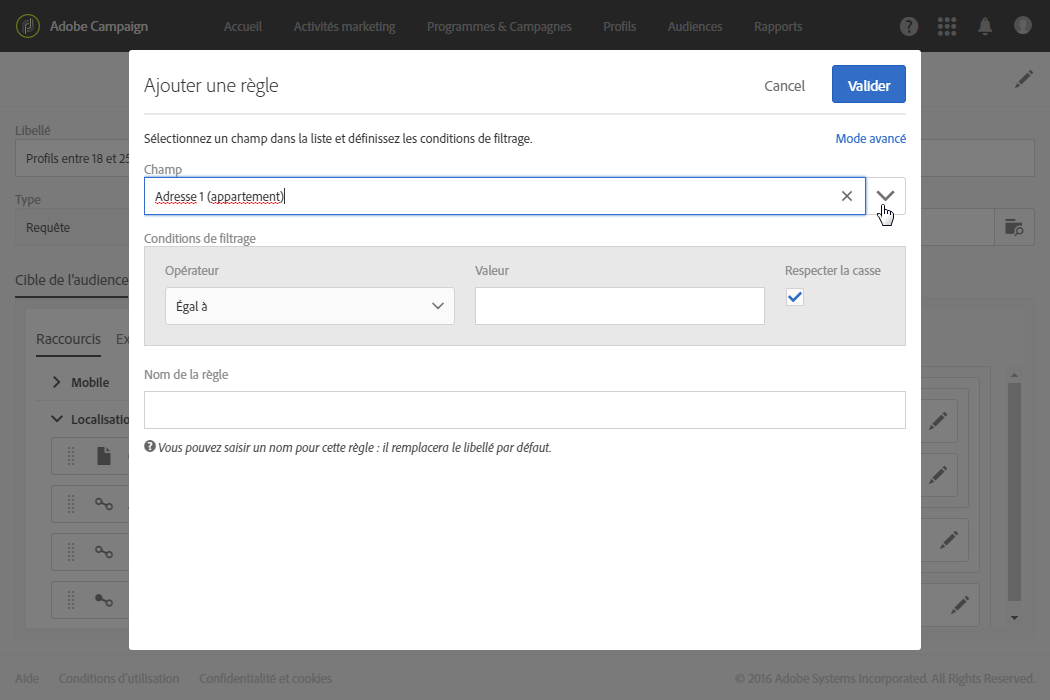 Adobe Campaign Accueil Activités marketing Programmes & Campagnes Profils Audiences Rapports
Ajouter une règle Cancel Valider
Sélectionnez un champ dans la liste et définissez les conditions de filtrage. Mode avancé
Libellé
Profils entre 18 et 25
Champ
Adresse 1 (appartement)
Type
Requête
Conditions de filtrage
Opérateur Valeur Respecter la casse
Égal à
Cible de l'audience
Raccourcis Ex
Nom de la règle
Mobile
Localisatio
Vous pouvez saisir un nom pour cette règle : il remplacera le libellé par défaut.
Aide Conditions d'utilisation Confidentialité et cookies © 2016 Adobe Systems Incorporated. All Rights Reserved.